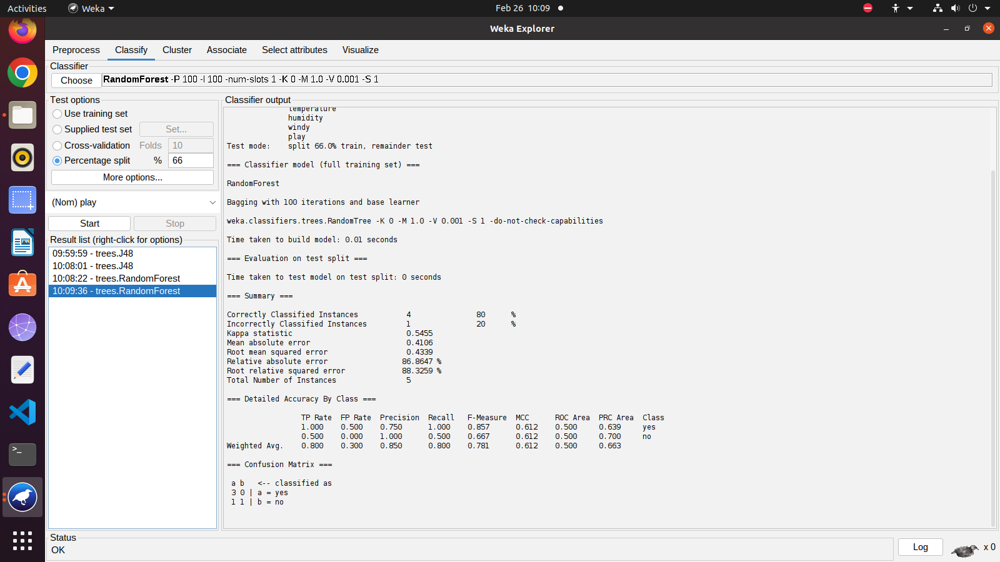 Activities Weka Feb 26 10:09
Weka Explorer
Preprocess Classify Cluster Associate Select attributes Visualize
Classifier
Choose RandomForest -P 100 -I 100 -num-slots 1 -K 0 -M 1.0 -V 0.001 -S 1
Test options
Use training set
Supplied test set Set...
Cross-validation Folds 10
Percentage split % 66
More options...
(Nom) play
Start Stop
Result list (right-click for options)
09:59:59 - trees.J48
10:08:01 - trees.J48
10:08:22 - trees.RandomForest
10:09:36 - trees.RandomForest
Classifier output
temperature
humidity
windy
play
Test mode: split 66.0% train, remainder test
=== Classifier model (full training set) ===
RandomForest
Bagging with 100 iterations and base learner
weka.classifiers.trees.RandomTree -K 0 -M 1.0 -V 0.001 -S 1 -do-not-check-capabilities
Time taken to build model: 0.01 seconds
=== Evaluation on test split ===
Time taken to test model on test split: 0 seconds
=== Summary ===
Correctly Classified Instances 4 80 %
Incorrectly Classified Instances 1 20 %
Kappa statistic 0.5455
Mean absolute error 0.4106
Root mean squared error 0.4339
Relative absolute error 86.8647 %
Root relative squared error 88.3259 %
Total Number of Instances 5
=== Detailed Accuracy By Class ===
TP Rate FP Rate Precision Recall F-Measure MCC ROC Area PRC Area Class
1.000 0.500 0.750 1.000 0.857 0.612 0.500 0.639 yes
0.500 0.000 1.000 0.500 0.667 0.612 0.500 0.700 no
Weighted Avg. 0.800 0.300 0.850 0.800 0.781 0.612 0.500 0.663
=== Confusion Matrix ===
a b <-- classified as
3 0 | a = yes
1 1 | b = no
Status
OK
Log x 0